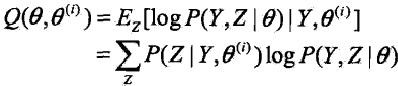 Q(θ,θ^{(i)}) = E_Z[log P(Y,Z | θ) | Y,θ^{(i)}]
= ∑_Z P(Z | Y,θ^{(i)}) log P(Y,Z | θ)